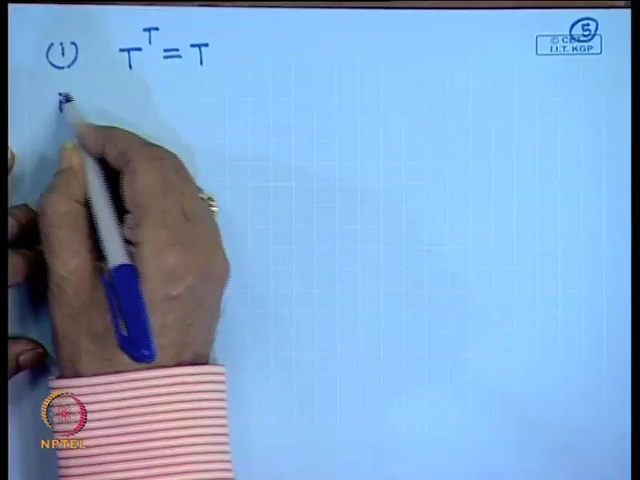 (1) T^T = T
5
© CET
I.I.T. KGP
NPTEL